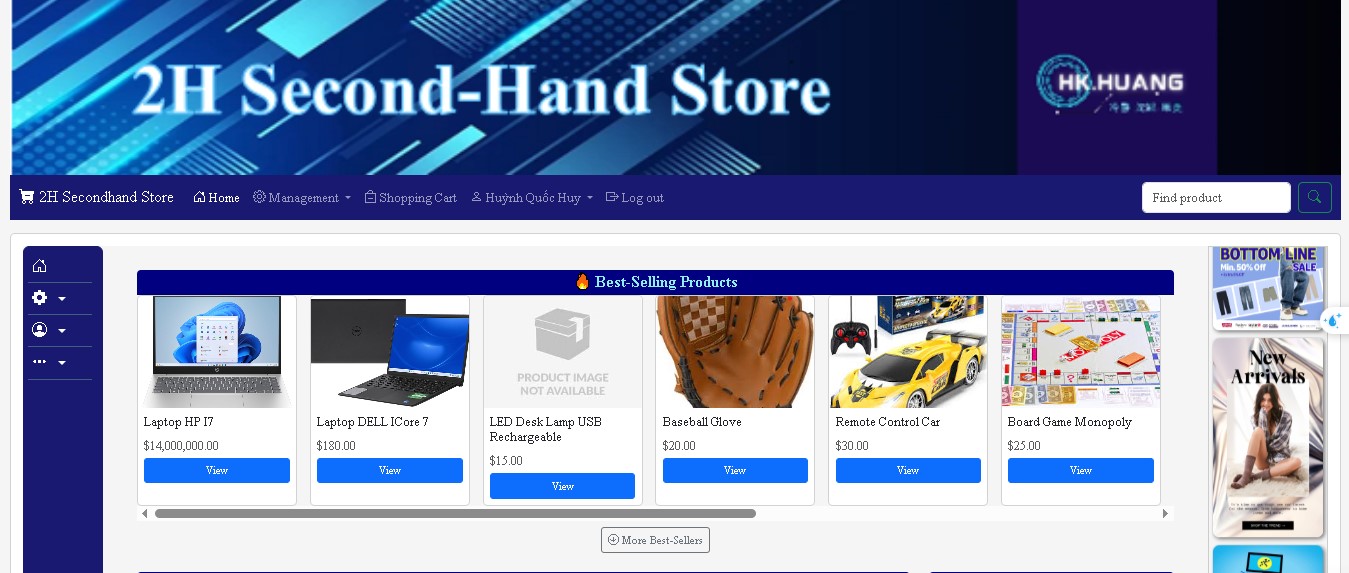 2H Second-Hand Store
HK.HUANG
2H Secondhand Store
Home
Management
Shopping Cart
Huỳnh Quốc Huy
Log out
Find product
Best-Selling Products
PRODUCT IMAGE
NOT AVAILABLE
MONOPOLY
Laptop HP I7
Laptop DELL ICore 7
LED Desk Lamp USB
Rechargeable
Baseball Glove
Remote Control Car
Board Game Monopoly
$14,000,000.00
$180.00
$15.00
$20.00
$30.00
$25.00
View
View
View
View
View
View
More Best-Sellers
BOTTOM LINE
Min. 50% Off
SALE
New
Arrivals
SHOP THE TREND